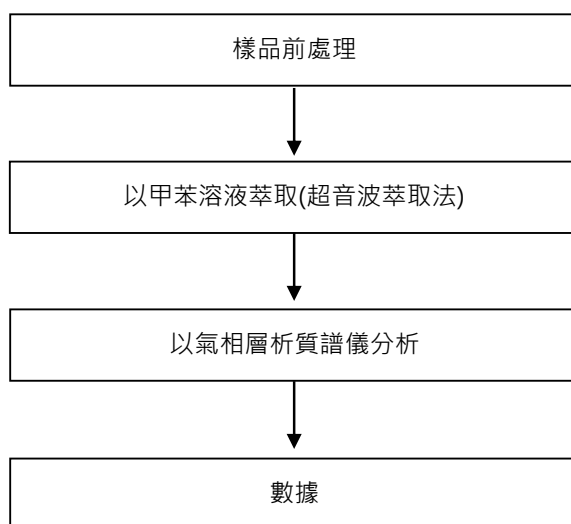 樣品前處理
以甲苯溶液萃取(超音波萃取法)
以氣相層析質譜儀分析
數據